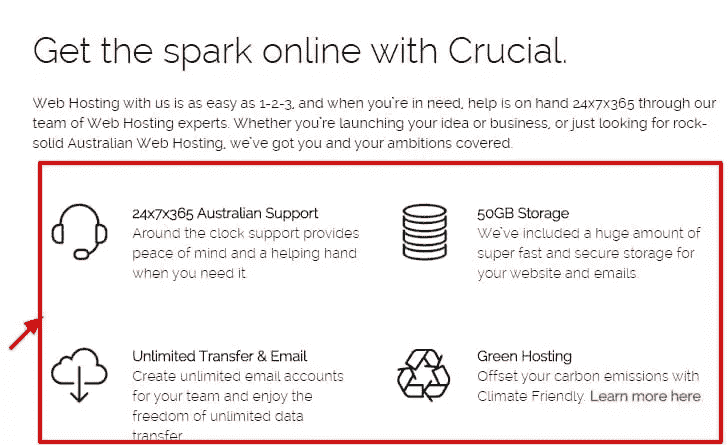 Get the spark online with Crucial.
Web Hosting with us is as easy as 1-2-3, and when you're in need, help is on hand 24x7x365 through our
team of Web Hosting experts. Whether you're launching your idea or business, or just looking for rock-
solid Australian Web Hosting, we've got you and your ambitions covered.
24x7x365 Australian Support
Around the clock support provides
peace of mind and a helping hand
when you need it
50GB Storage
We've included a huge amount of
super fast and secure storage for
your website and emails.
Unlimited Transfer & Email
Create unlimited email accounts
for your team and enjoy the
freedom of unlimited data
transfer
Green Hosting
Offset your carbon emissions with
Climate Friendly. Learn more here.